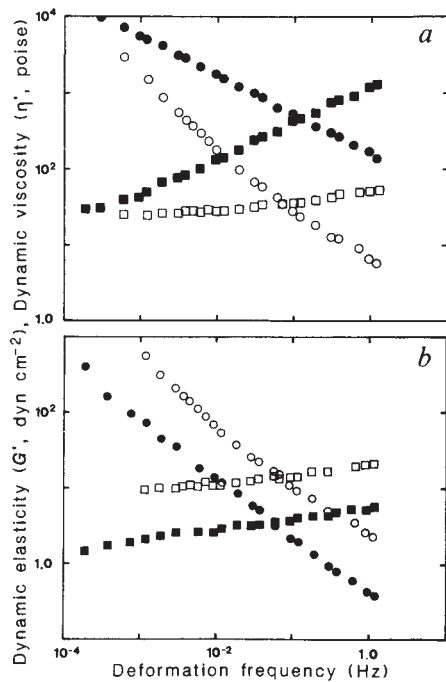 a
10⁴
10²
1.0
b
10²
1.0
10⁻⁴
10⁻²
1.0
Deformation frequency (Hz)
Dynamic elasticity (G′, dyn cm⁻²), Dynamic viscosity (η′, poise)